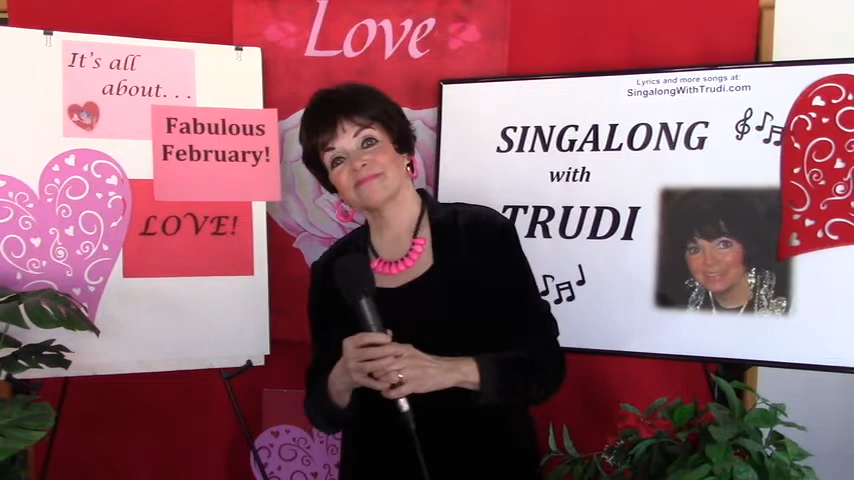 It's all
about. . .
Fabulous
February!
LOVE!
Love
Lyrics and more songs at:
SingalongWithTrudi.com
SINGALONG
with
TRUDI